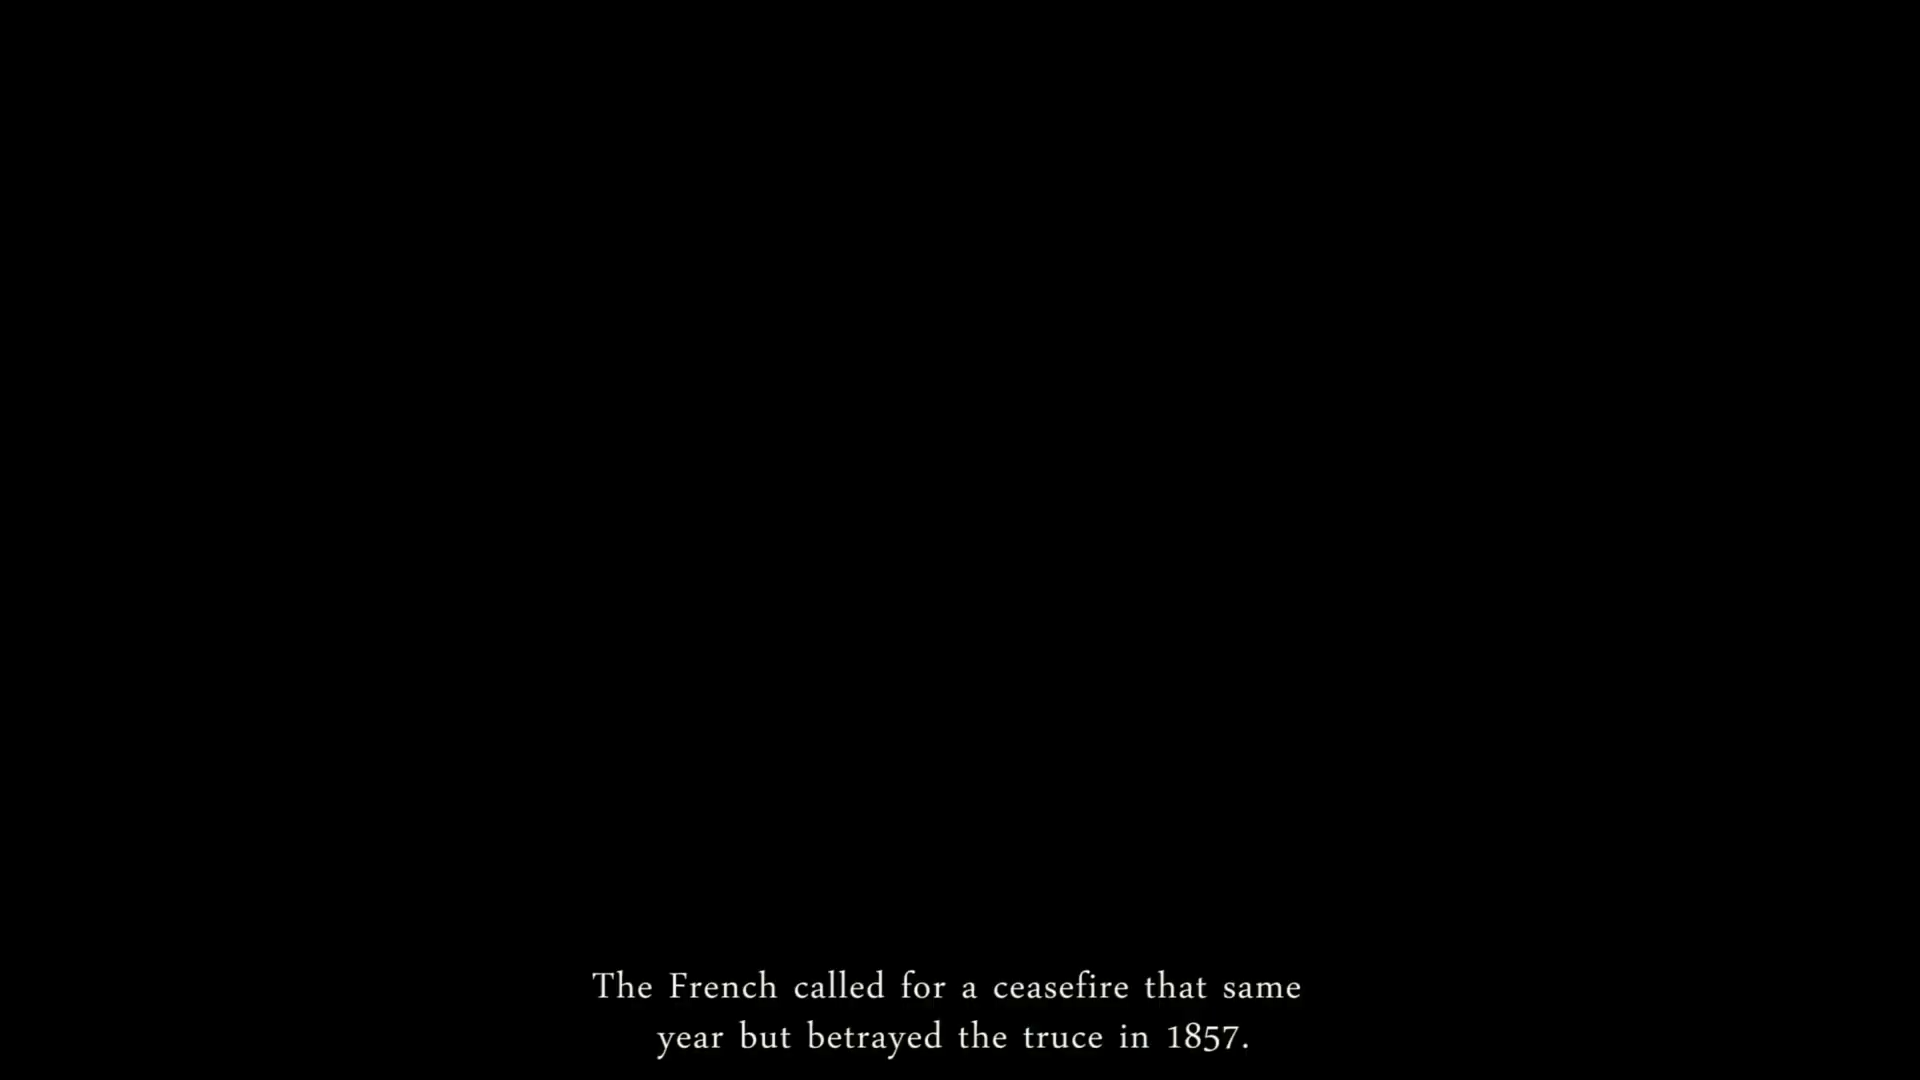 The French called for a ceasefire that same
year but betrayed the truce in 1857.